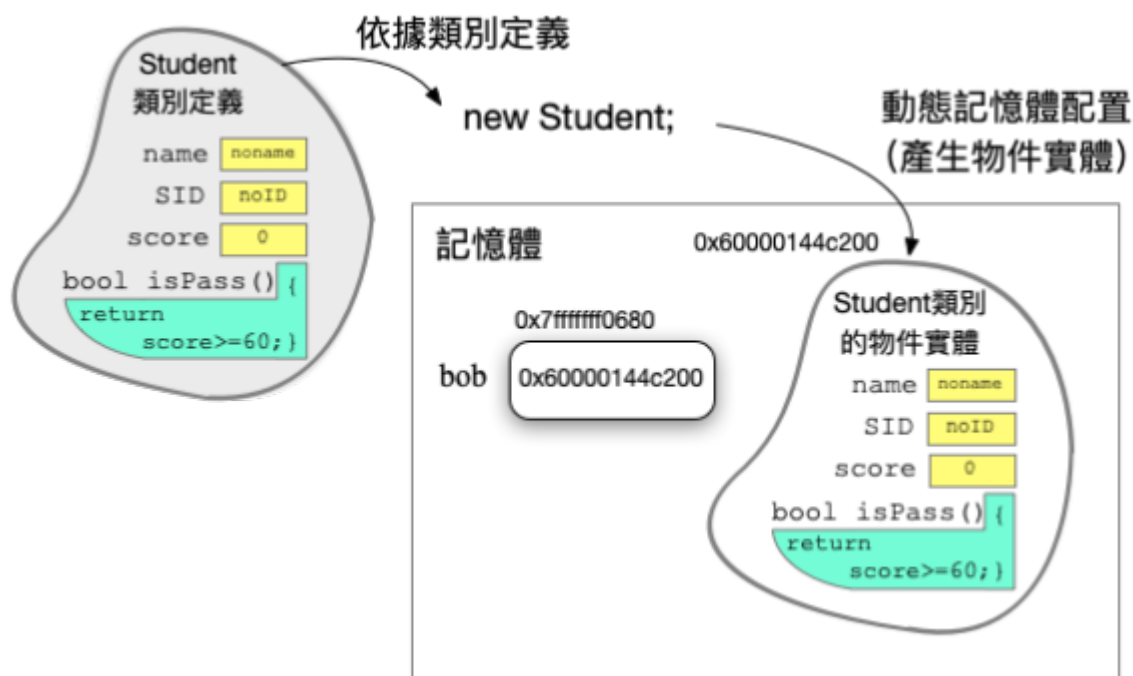 依據類別定義
Student
類別定義
name noname
SID noID
score 0
bool isPass() {
return
score>=60;}
new Student;
動態記憶體配置
(產生物件實體)
記憶體
0x60000144c200
0x7fffffff0680
bob 0x60000144c200
Student類別
的物件實體
name noname
SID noID
score 0
bool isPass() {
return
score>=60;}